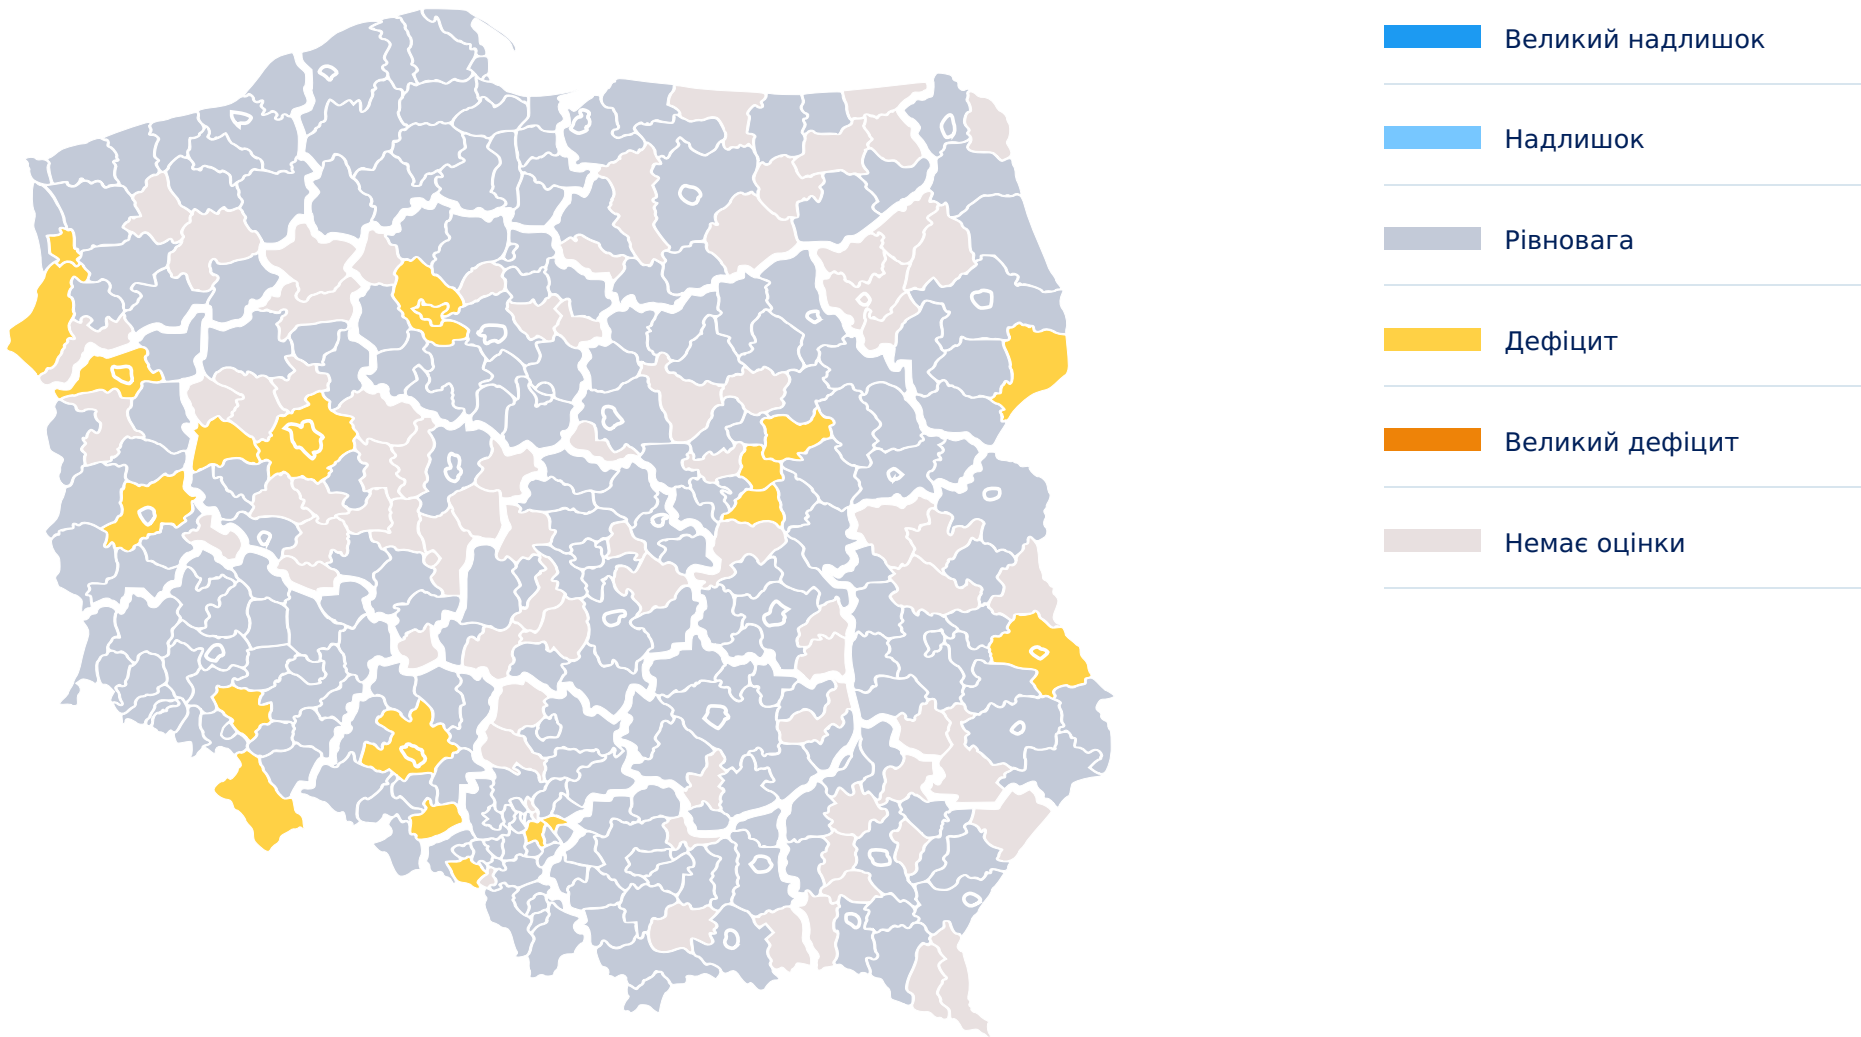 Великий надлишок
Надлишок
Рівновага
Дефіцит
Великий дефіцит
Немає оцінки